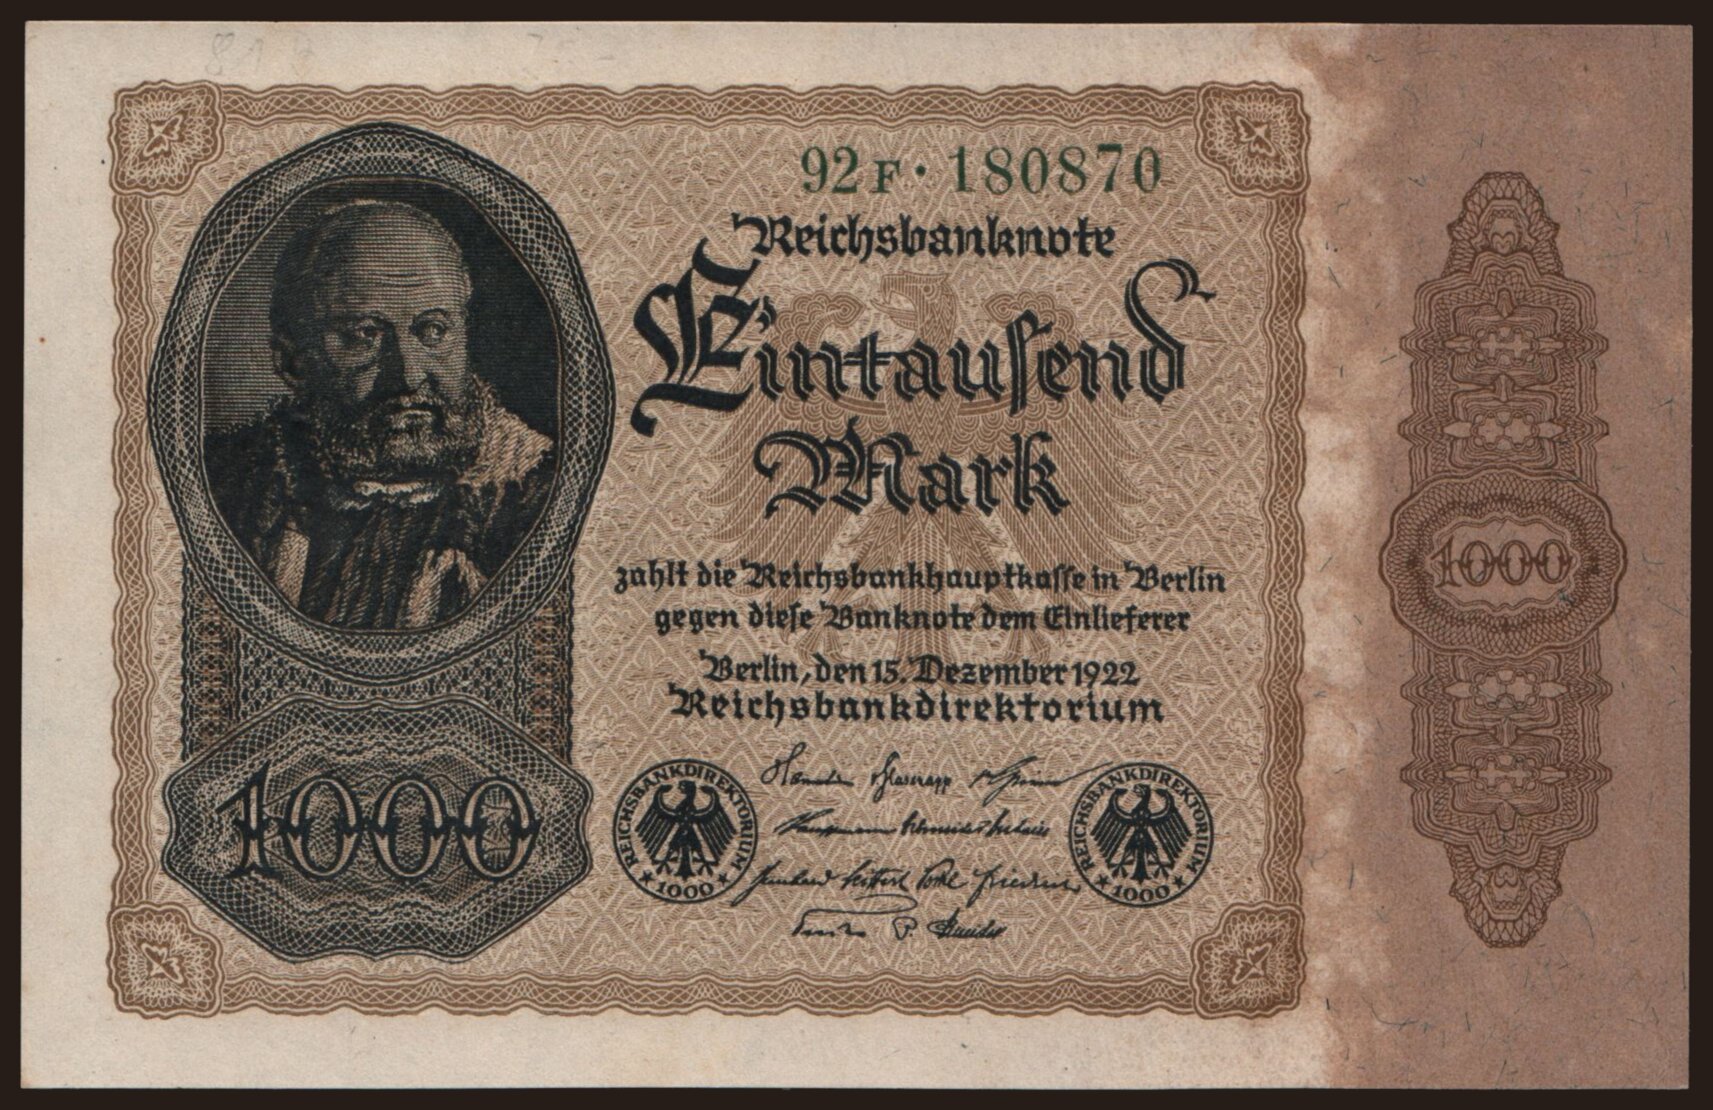 92F·180870
Reichsbanknote
Eintausend
Mark
zahlt die Reichsbankhauptkasse in Berlin
gegen diese Banknote dem Einlieferer
Berlin, den 15. Dezember 1922
Reichsbankdirektorium
REICHSBANKDIREKTORIUM
★1000★
REICHSBANKDIREKTORIUM
★1000★
1000
1000